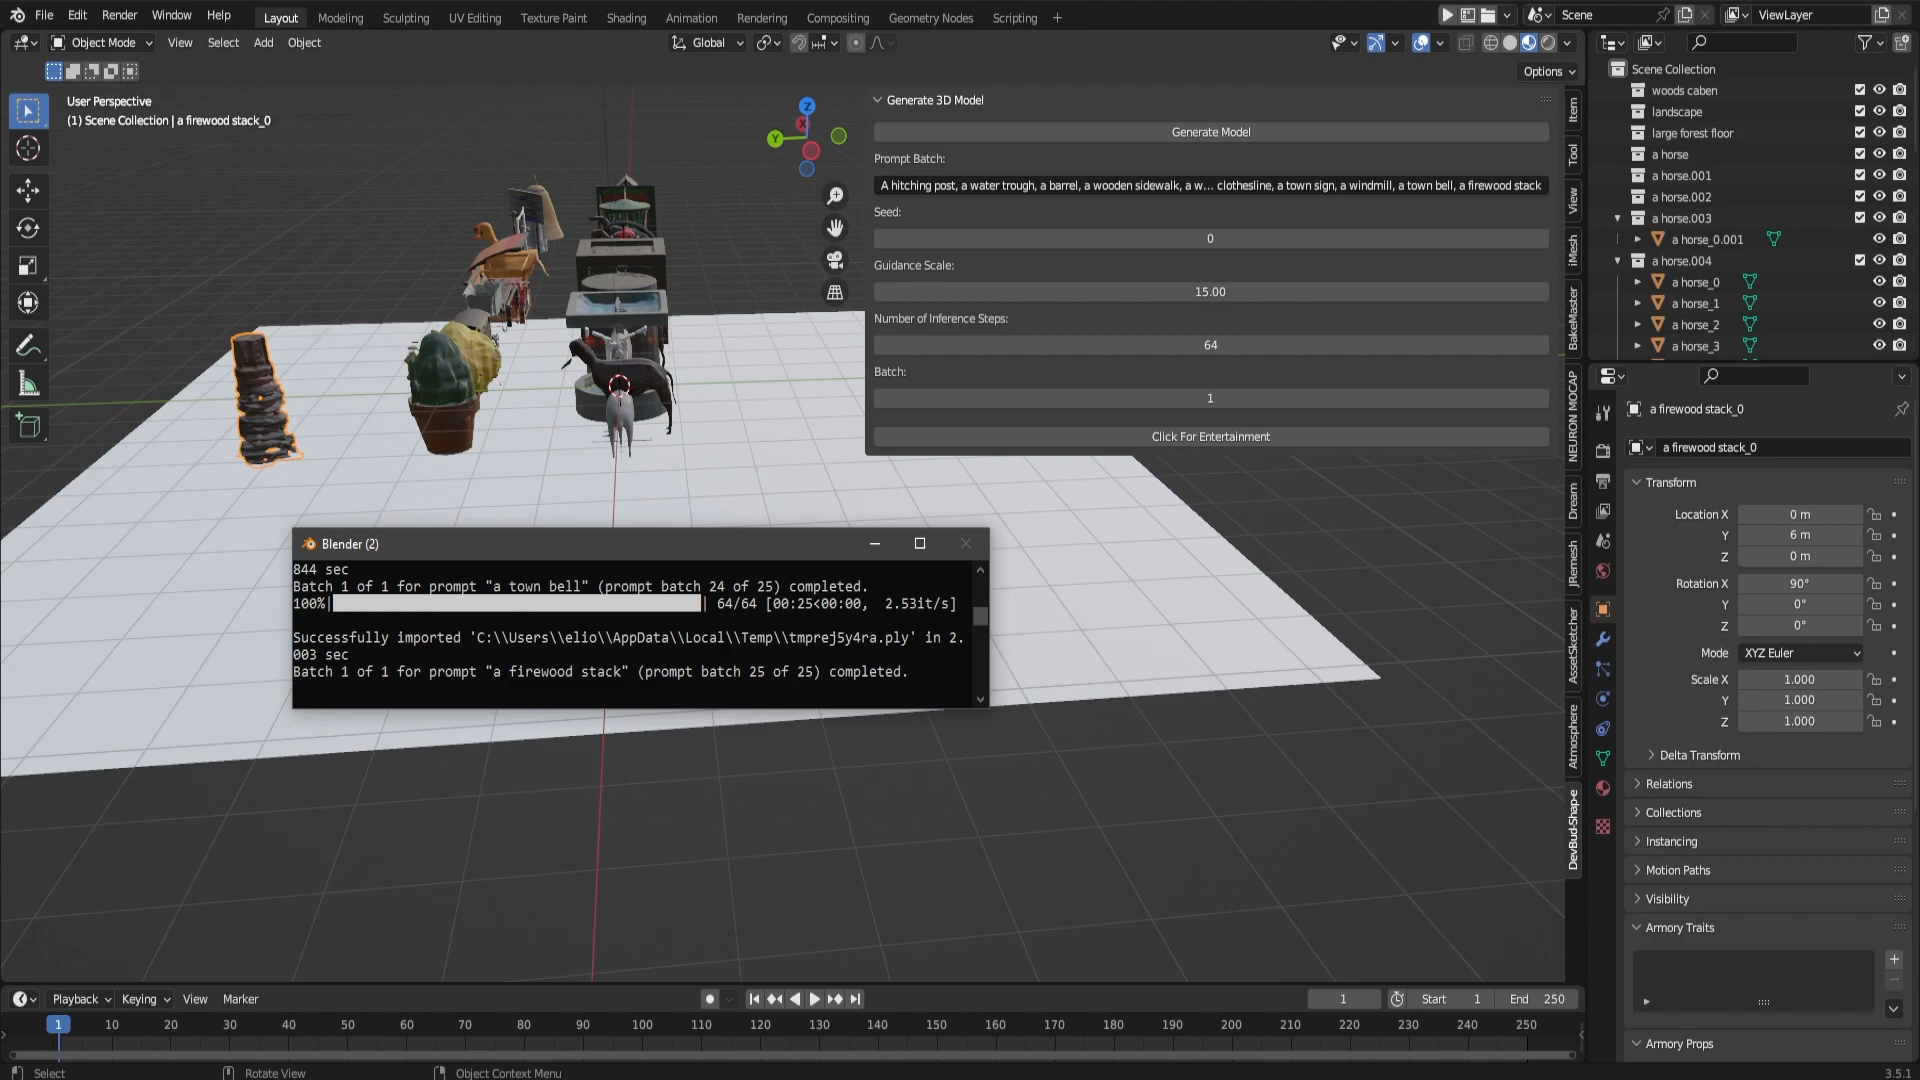 File Edit Render Window Help
Layout Modeling Sculpting UV Editing Texture Paint Shading Animation Rendering Compositing Geometry Nodes Scripting +
Scene
ViewLayer
Object Mode View Select Add Object
Global
Options
User Perspective
(1) Scene Collection | a firewood stack_0
Z
X
Y
Generate 3D Model
Generate Model
Prompt Batch:
A hitching post, a water trough, a barrel, a wooden sidewalk, a w... clothesline, a town sign, a windmill, a town bell, a firewood stack
Seed:
0
Guidance Scale:
15.00
Number of Inference Steps:
64
Batch:
1
Click For Entertainment
Item
Tool
View
iMesh
BakeMaster
NEURON MOCAP
Dream
JRemesh
AssetSketcher
Atmosphere
DevBud-Shap-e
Blender (2)
844 sec
Batch 1 of 1 for prompt "a town bell" (prompt batch 24 of 25) completed.
100%| | 64/64 [00:25<00:00, 2.53it/s]
Successfully imported 'C:\\Users\\elio\\AppData\\Local\\Temp\\tmprej5y4ra.ply' in 2.
003 sec
Batch 1 of 1 for prompt "a firewood stack" (prompt batch 25 of 25) completed.
Scene Collection
woods caben
landscape
large forest floor
a horse
a horse.001
a horse.002
a horse.003
a horse_0.001
a horse.004
a horse_0
a horse_1
a horse_2
a horse_3
a firewood stack_0
a firewood stack_0
Transform
Location X 0 m
Y 6 m
Z 0 m
Rotation X 90°
Y 0°
Z 0°
Mode XYZ Euler
Scale X 1.000
Y 1.000
Z 1.000
Delta Transform
Relations
Collections
Instancing
Motion Paths
Visibility
Armory Traits
Armory Props
Playback Keying View Marker
1 Start 1 End 250
1 10 20 30 40 50 60 70 80 90 100 110 120 130 140 150 160 170 180 190 200 210 220 230 240 250
Select Rotate View Object Context Menu
3.5.1